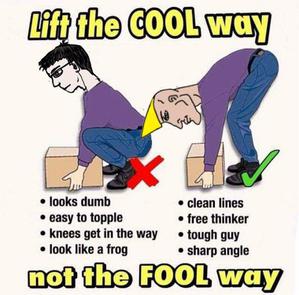 Lift the COOL way
• looks dumb
• easy to topple
• knees get in the way
• look like a frog
• clean lines
• free thinker
• tough guy
• sharp angle
not the FOOL way